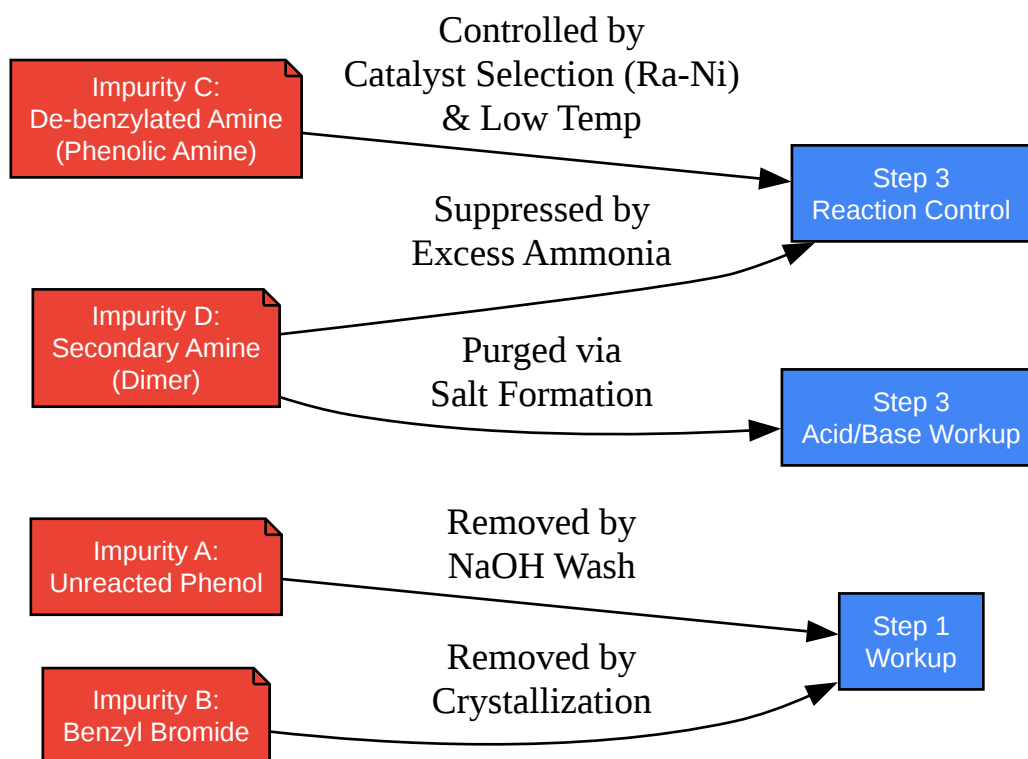 Controlled by
Catalyst Selection (Ra-Ni)
& Low Temp
Impurity C:
De-benzylated Amine
(Phenolic Amine)
Step 3
Reaction Control
Suppressed by
Excess Ammonia
Impurity D:
Secondary Amine
(Dimer)
Purged via
Salt Formation
Step 3
Acid/Base Workup
Removed by
NaOH Wash
Impurity A:
Unreacted Phenol
Step 1
Workup
Removed by
Crystallization
Impurity B:
Benzyl Bromide